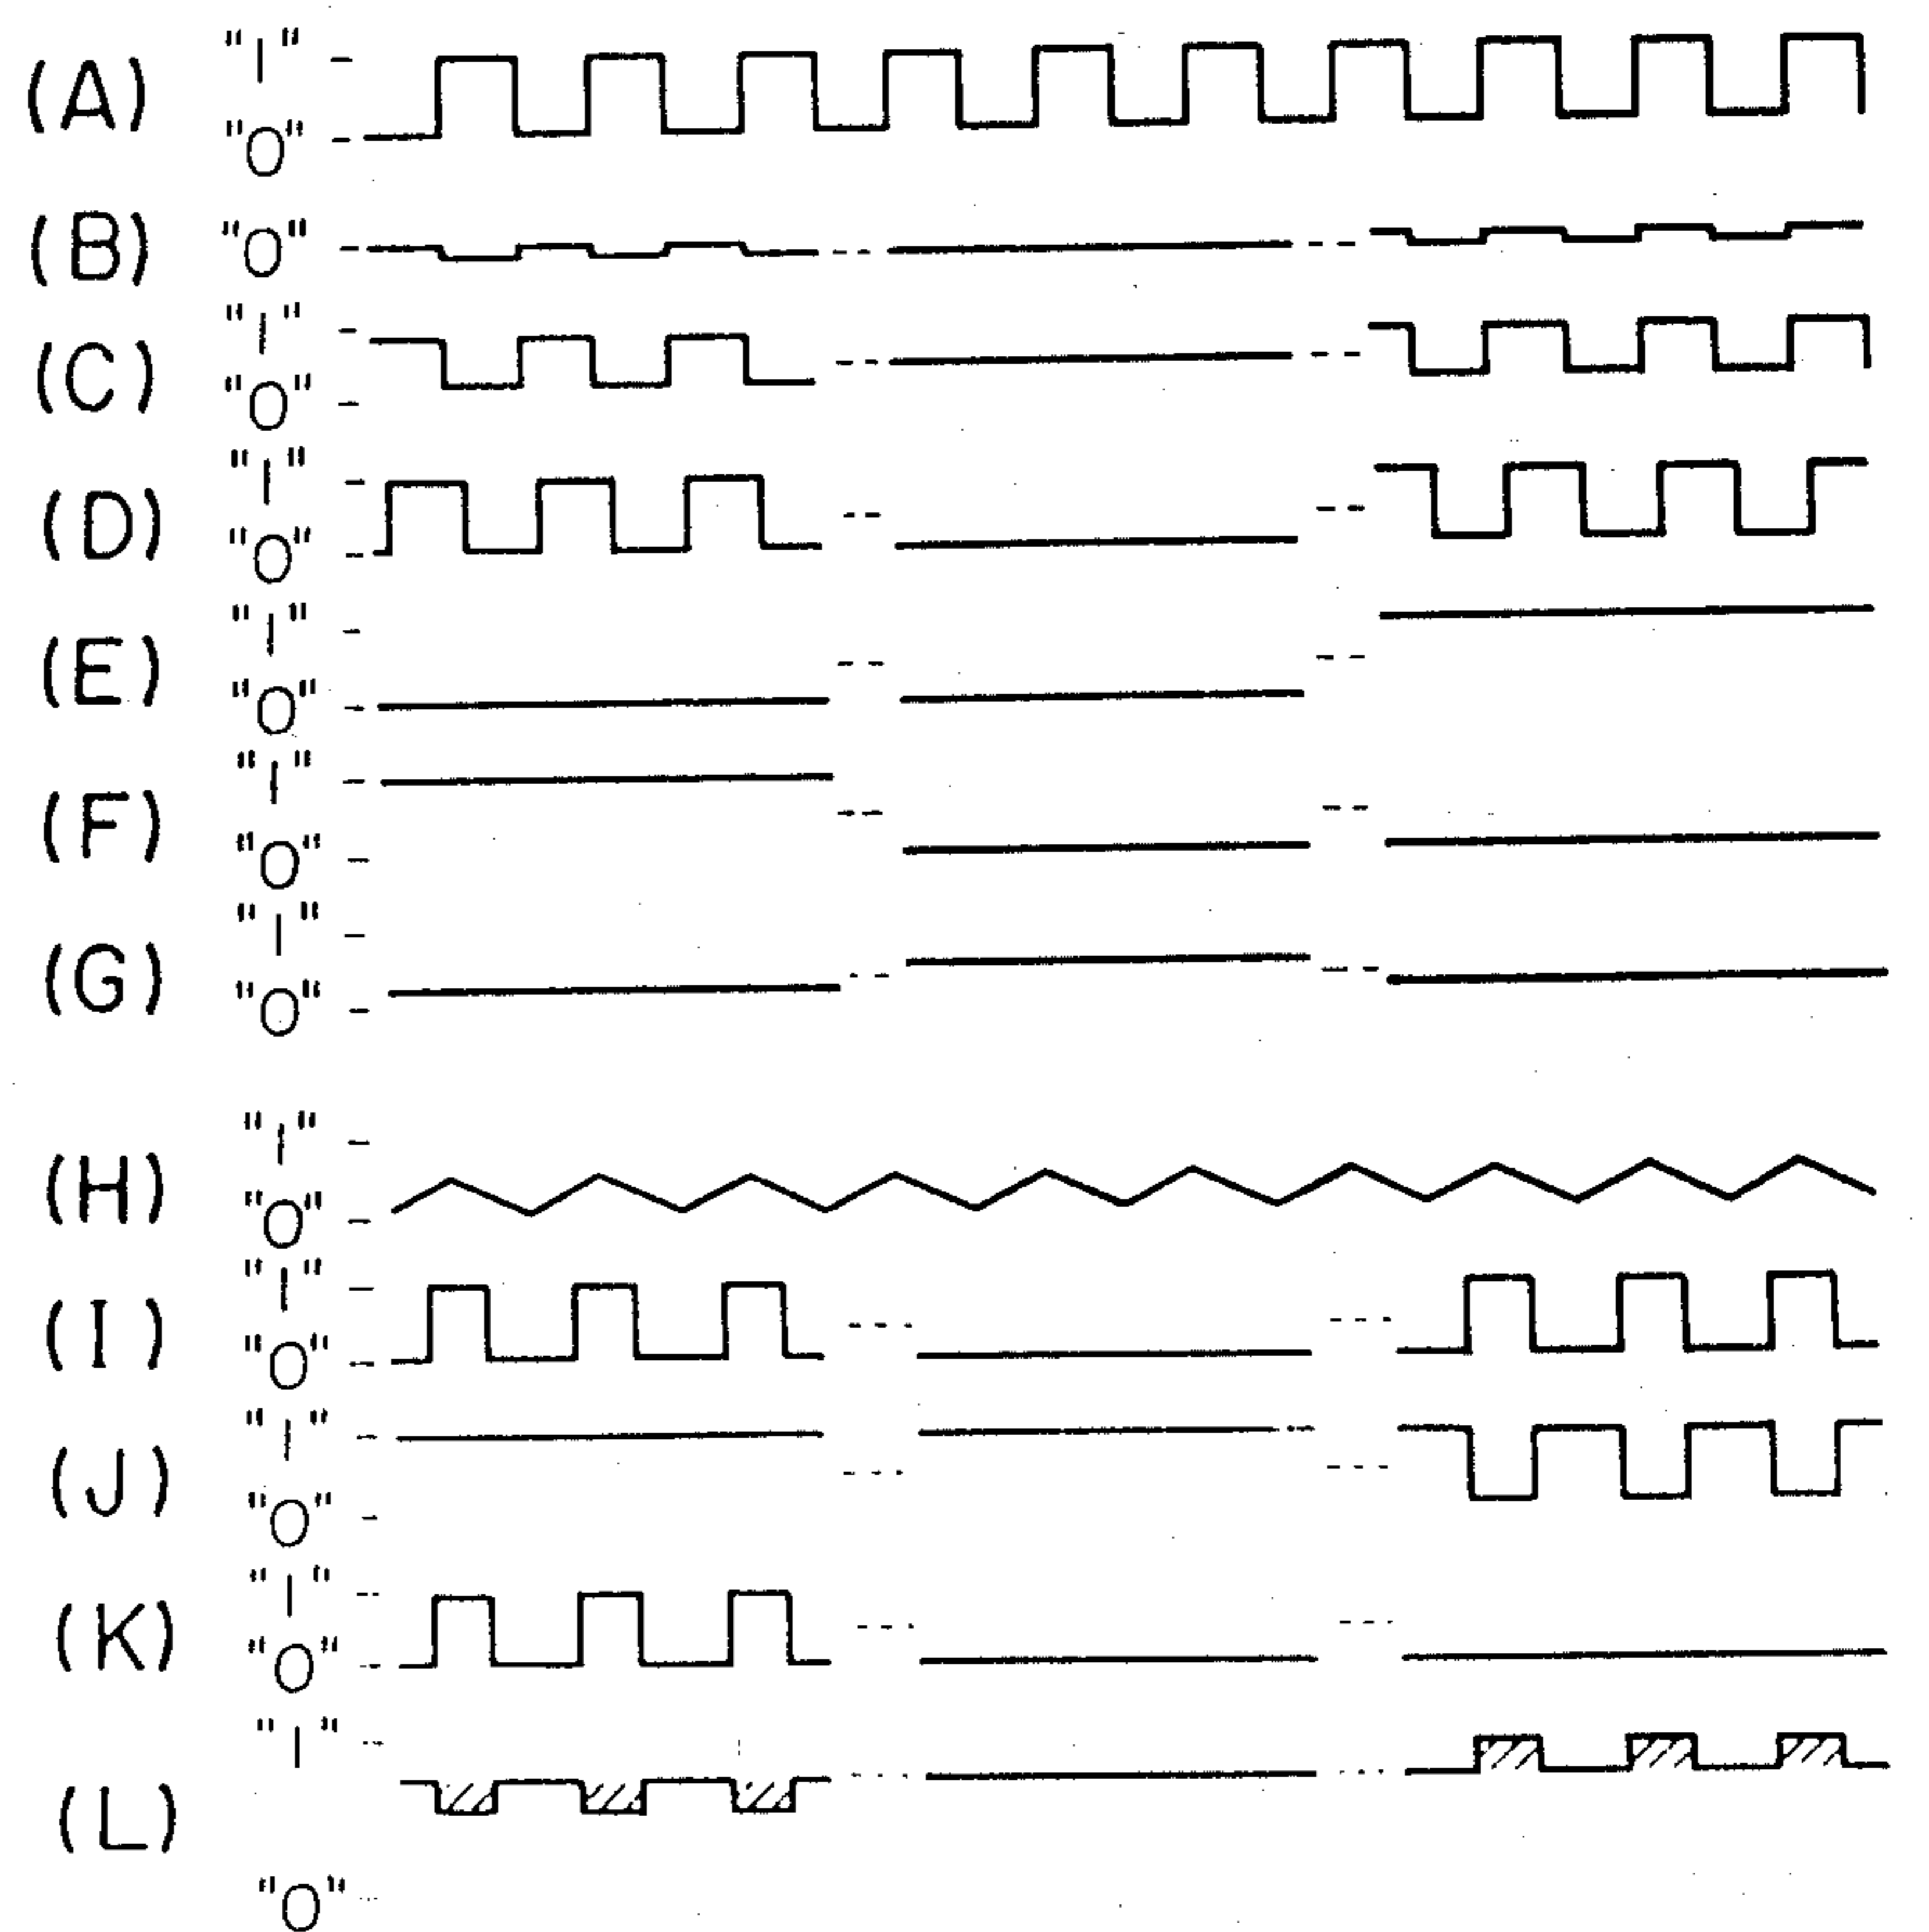 (A) "1"
"0"
(B) "0"
(C) "1"
"0"
(D) "1"
"0"
(E) "1"
"0"
(F) "1"
"0"
(G) "1"
"0"
(H) "1"
"0"
(I) "1"
"0"
(J) "1"
"0"
(K) "1"
"0"
(L) "1"
"0"